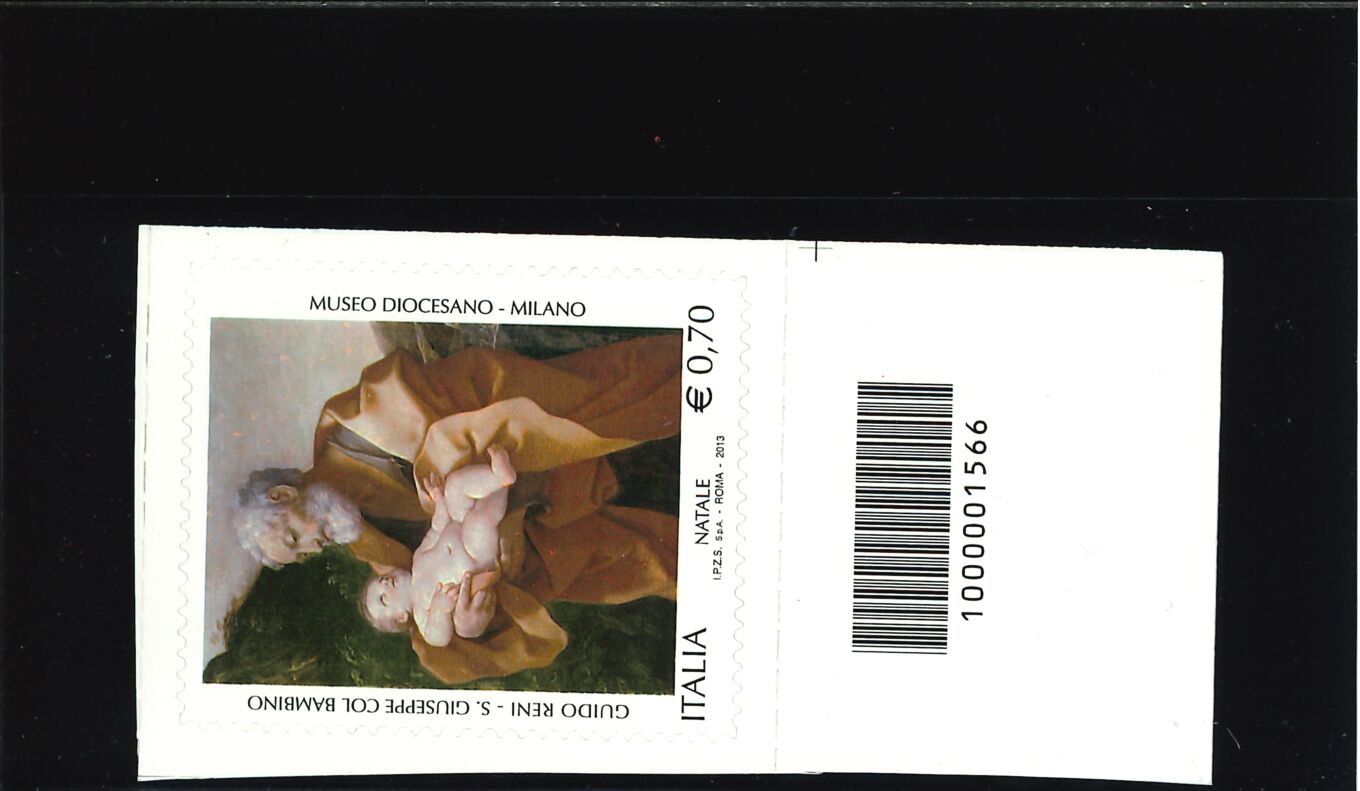 MUSEO DIOCESANO - MILANO
GUIDO RENI - S. GIUSEPPE COL BAMBINO
ITALIA NATALE € 0,70
I.P.Z.S. S.p.A. - ROMA - 2013
1000001566